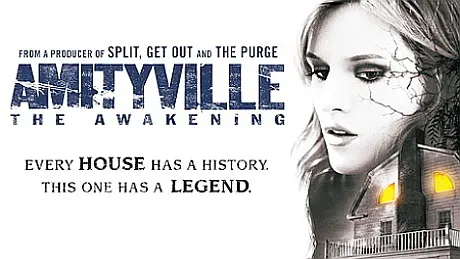 FROM A PRODUCER OF SPLIT, GET OUT AND THE PURGE
AMITYVILLE
THE AWAKENING
EVERY HOUSE HAS A HISTORY.
THIS ONE HAS A LEGEND.